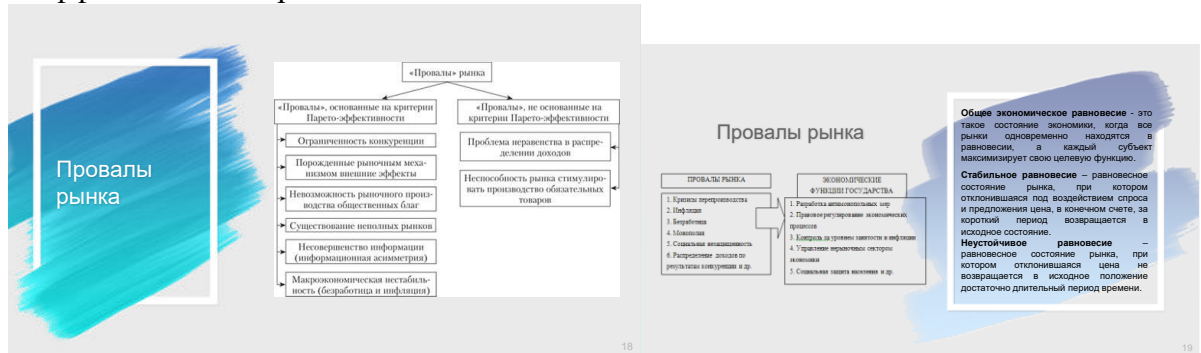 Провалы
рынка
«Провалы» рынка
«Провалы», основанные на критерии
Парето-эффективности
Ограниченность конкуренции
Порожденные рыночным меха-
низмом внешние эффекты
Невозможность рыночного произ-
водства общественных благ
Существование неполных рынков
Несовершенство информации
(информационная асимметрия)
Макроэкономическая нестабиль-
ность (безработица и инфляция)
«Провалы», не основанные на
критерии Парето-эффективности
Проблема неравенства в распре-
делении доходов
Неспособность рынка стимулиро-
вать производство обязательных
товаров
18
Провалы рынка
ПРОВАЛЫ РЫНКА
1. Кризисы перепроизводства
2. Инфляция
3. Безработица
4. Монополия
5. Социальная незащищенность
6. Распределение доходов по
результатам конкуренции и др.
ЭКОНОМИЧЕСКИЕ
ФУНКЦИИ ГОСУДАРСТВА
1. Разработка антимонопольных мер
2. Правовое регулирование экономических
процессов
3. Контроль за уровнем занятости и инфляции
4. Управление нерыночным сектором
экономики
5. Социальная защита населения и др.
Общее экономическое равновесие - это
такое состояние экономики, когда все
рынки одновременно находятся в
равновесии, а каждый субъект
максимизирует свою целевую функцию.
Стабильное равновесие – равновесное
состояние рынка, при котором
отклонившаяся под воздействием спроса
и предложения цена, в конечном счете, за
короткий период возвращается в
исходное состояние.
Неустойчивое равновесие –
равновесное состояние рынка, при
котором отклонившаяся цена не
возвращается в исходное положение
достаточно длительный период времени.
19